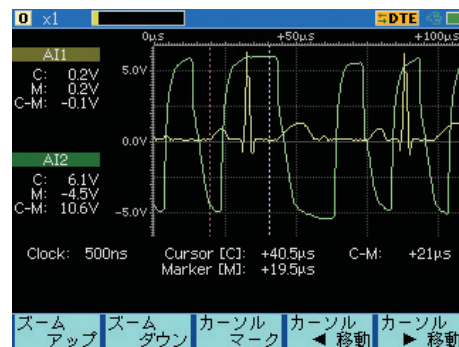 0 x1 DTE
0μs +50μs +100μs
AI1
C: 0.2V
M: 0.2V
C-M: -0.1V
5.0V
0.0V
-5.0V
AI2
C: 6.1V
M: -4.5V
C-M: 10.6V
Clock: 500ns Cursor [C]: +40.5μs C-M: +21μs
Marker [M]: +19.5μs
ズーム アップ
ズーム ダウン
カーソル マーク
カーソル ◀ 移動
カーソル ▶ 移動